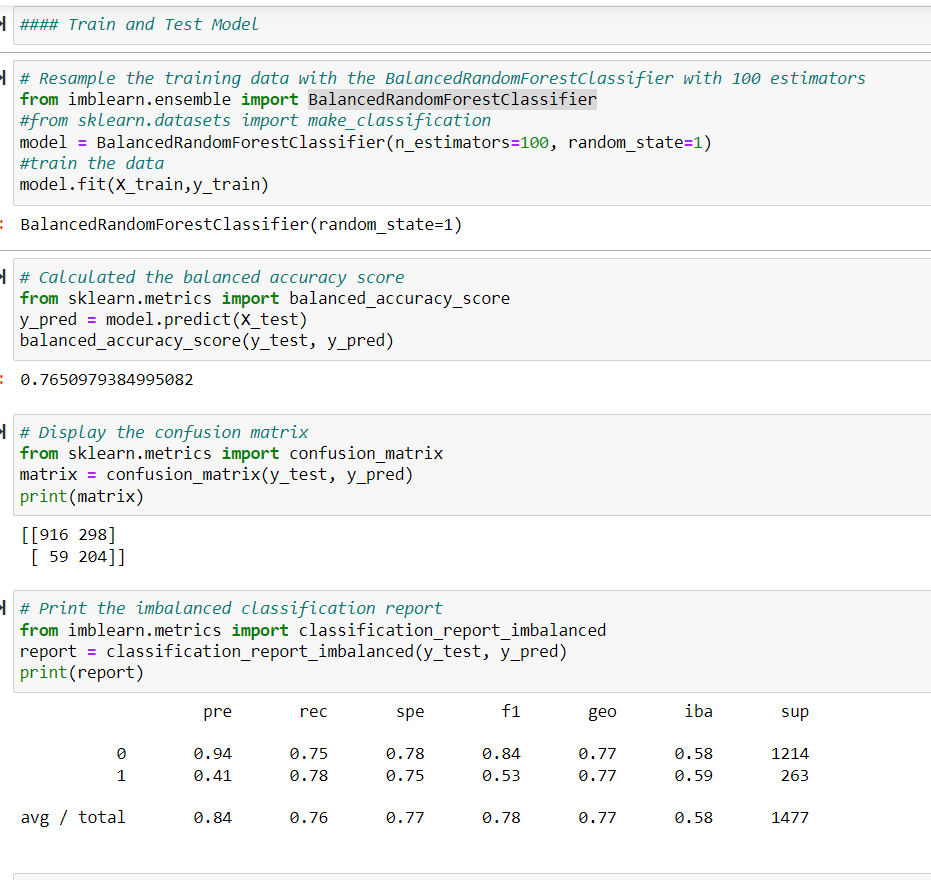 #### Train and Test Model
# Resample the training data with the BalancedRandomForestClassifier with 100 estimators
from imblearn.ensemble import BalancedRandomForestClassifier
#from sklearn.datasets import make_classification
model = BalancedRandomForestClassifier(n_estimators=100, random_state=1)
#train the data
model.fit(X_train,y_train)
: BalancedRandomForestClassifier(random_state=1)
# Calculated the balanced accuracy score
from sklearn.metrics import balanced_accuracy_score
y_pred = model.predict(X_test)
balanced_accuracy_score(y_test, y_pred)
: 0.7650979384995082
# Display the confusion matrix
from sklearn.metrics import confusion_matrix
matrix = confusion_matrix(y_test, y_pred)
print(matrix)
[[916 298]
 [ 59 204]]
# Print the imbalanced classification report
from imblearn.metrics import classification_report_imbalanced
report = classification_report_imbalanced(y_test, y_pred)
print(report)
pre rec spe f1 geo iba sup
0 0.94 0.75 0.78 0.84 0.77 0.58 1214
1 0.41 0.78 0.75 0.53 0.77 0.59 263
avg / total 0.84 0.76 0.77 0.78 0.77 0.58 1477